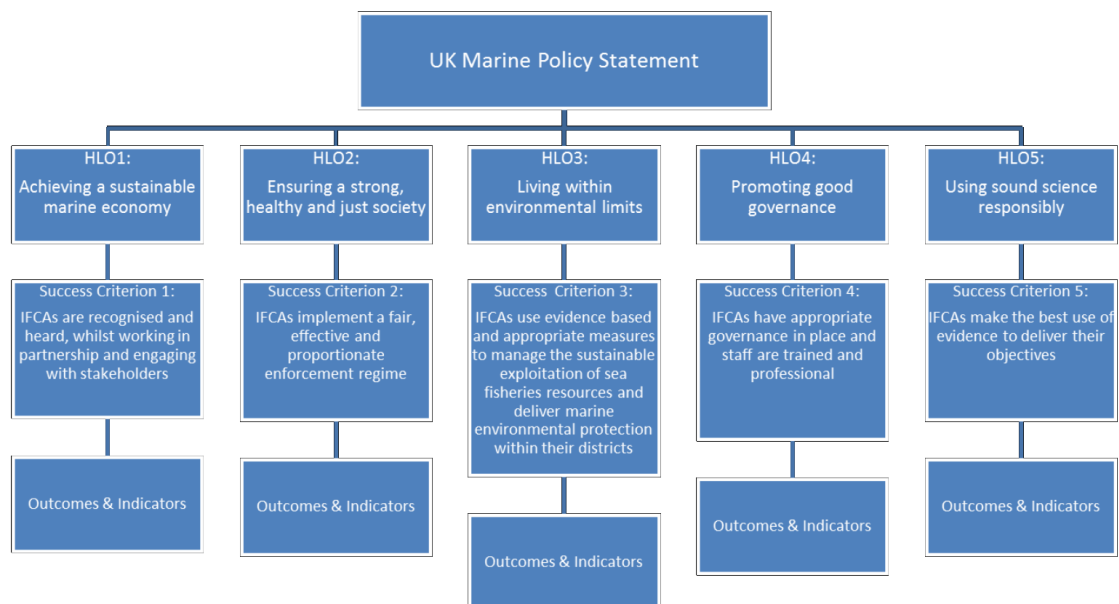 UK Marine Policy Statement
HLO1:
Achieving a sustainable
marine economy
HLO2:
Ensuring a strong,
healthy and just society
HLO3:
Living within
environmental limits
HLO4:
Promoting good
governance
HLO5:
Using sound science
responsibly
Success Criterion 1:
IFCAs are recognised and
heard, whilst working in
partnership and engaging
with stakeholders
Success Criterion 2:
IFCAs implement a fair,
effective and
proportionate
enforcement regime
Success Criterion 3:
IFCAs use evidence based
and appropriate measures
to manage the sustainable
exploitation of sea
fisheries resources and
deliver marine
environmental protection
within their districts
Success Criterion 4:
IFCAs have appropriate
governance in place and
staff are trained and
professional
Success Criterion 5:
IFCAs make the best use of
evidence to deliver their
objectives
Outcomes & Indicators
Outcomes & Indicators
Outcomes & Indicators
Outcomes & Indicators
Outcomes & Indicators